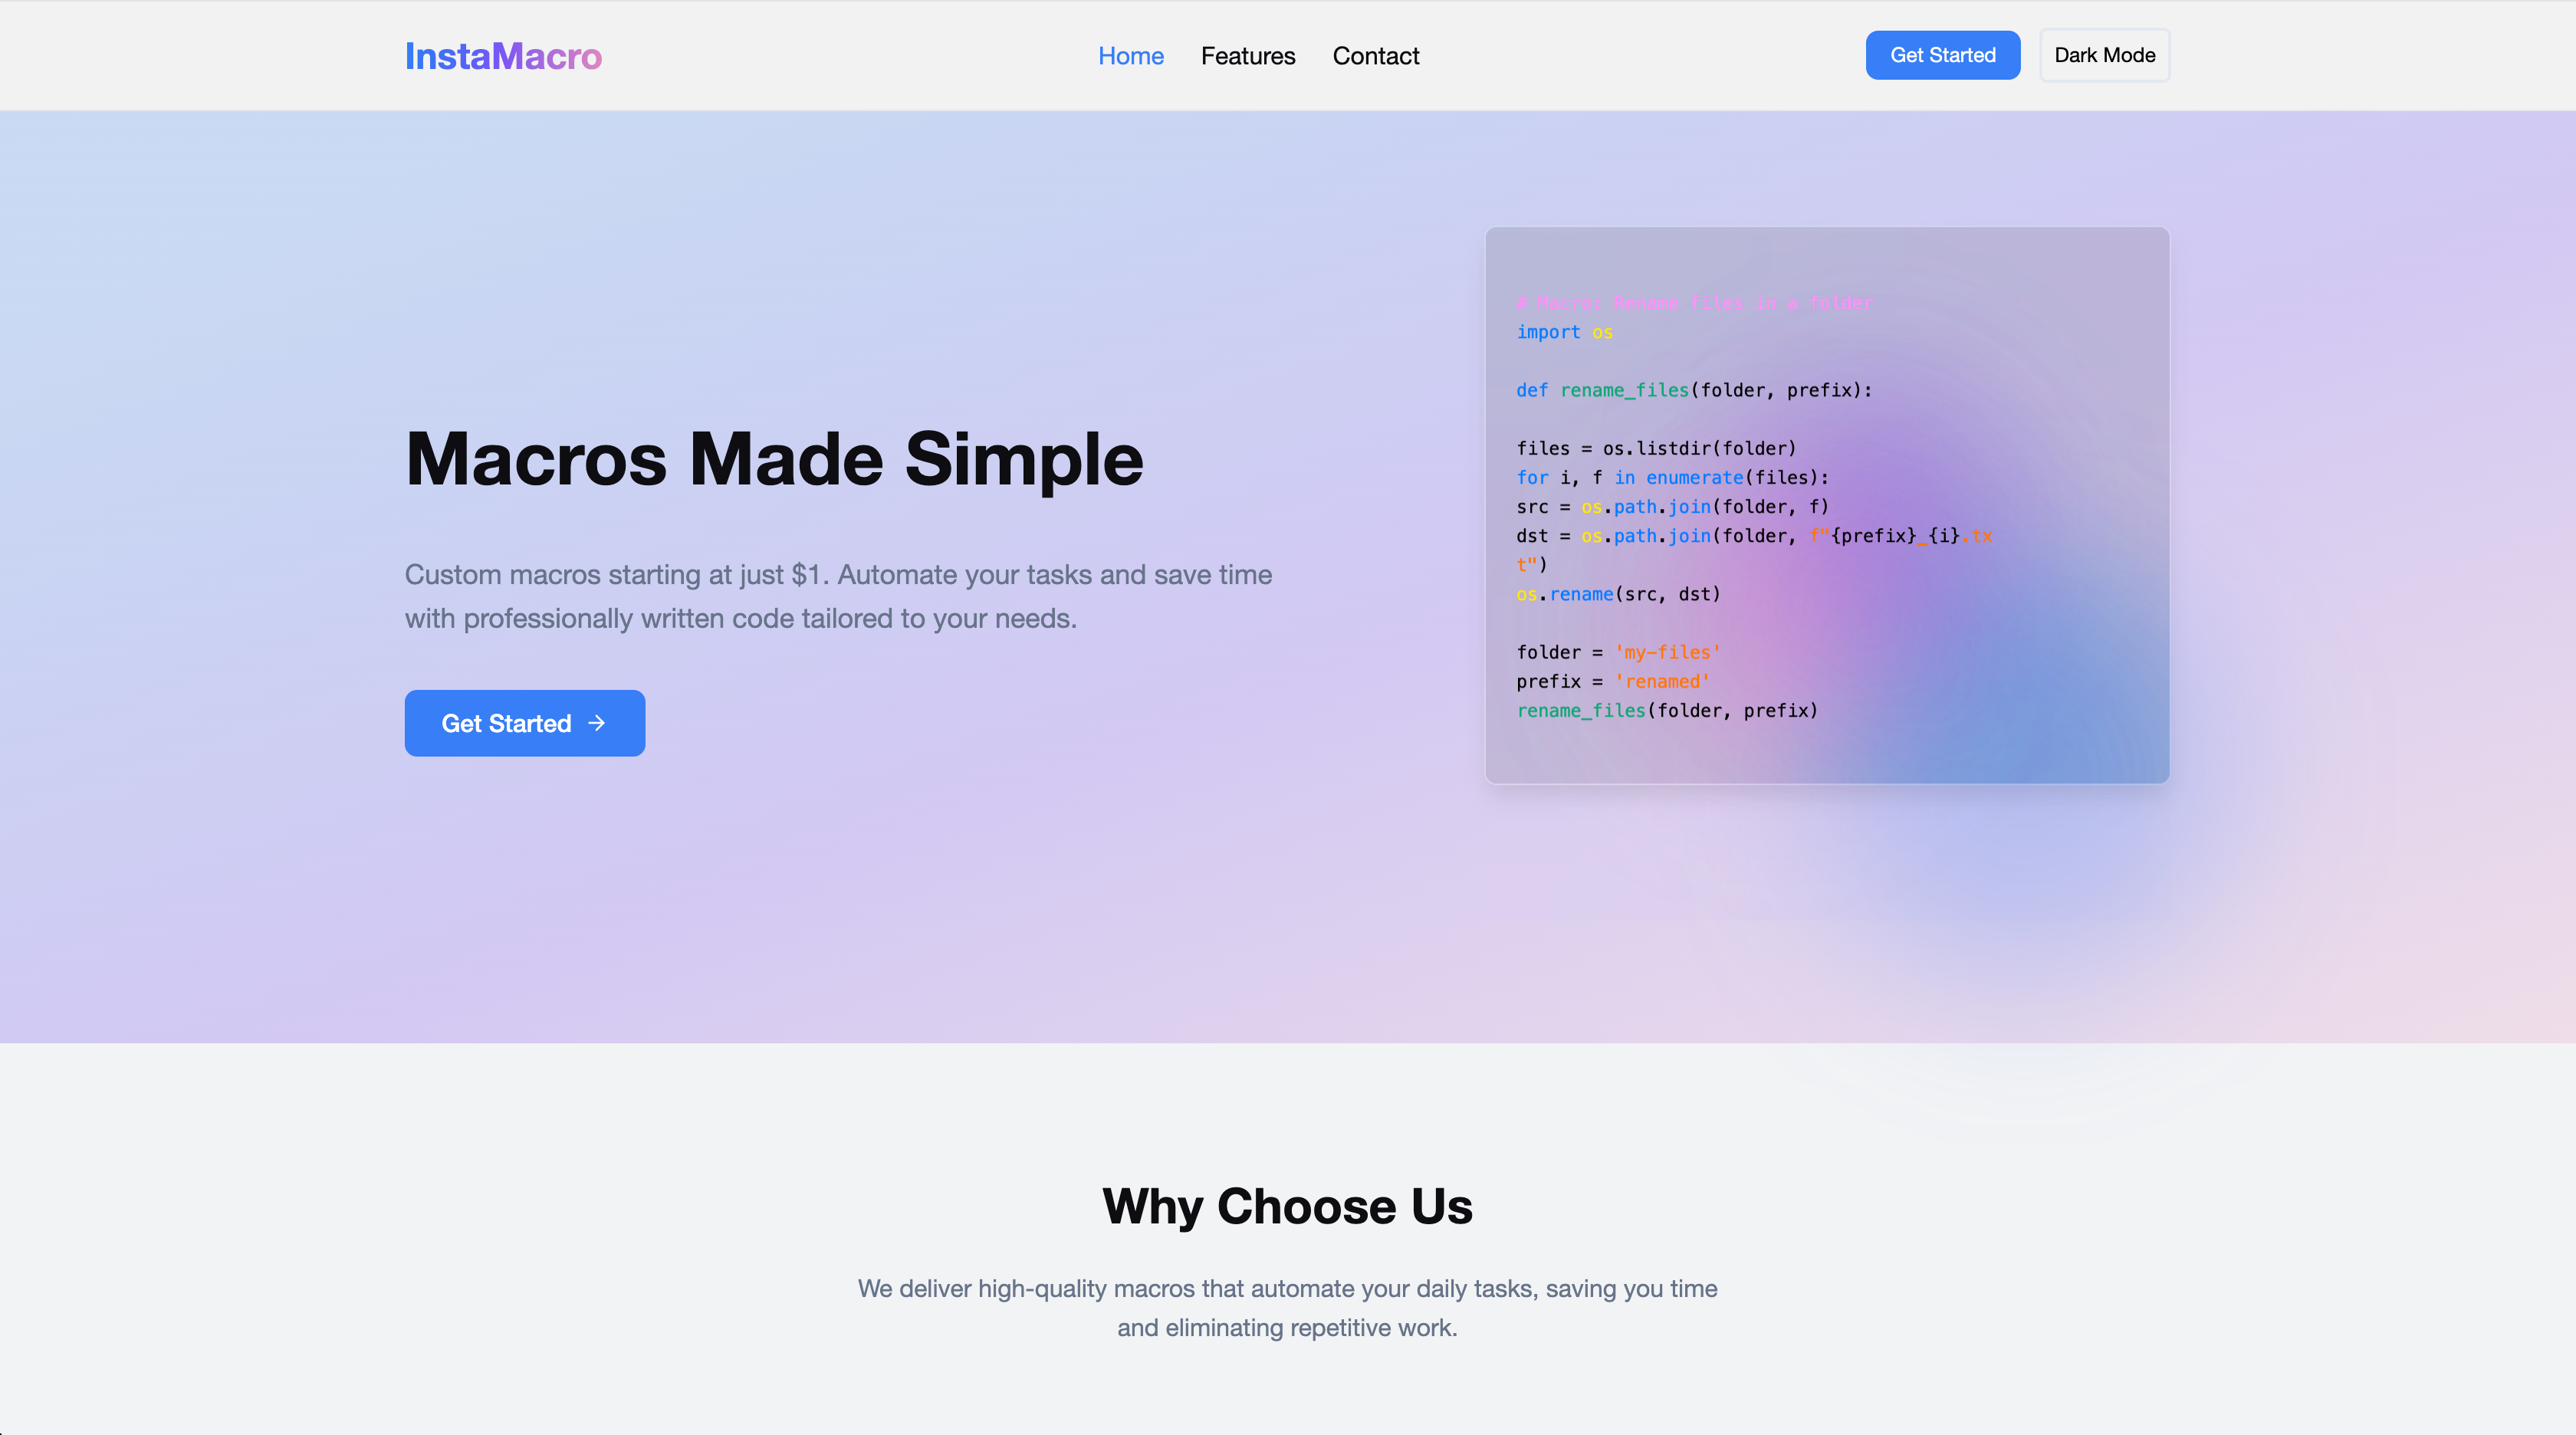 InstaMacro
Home Features Contact
Get Started Dark Mode
Macros Made Simple
Custom macros starting at just $1. Automate your tasks and save time
with professionally written code tailored to your needs.
Get Started →
# Macro: Rename files in a folder
import os
def rename_files(folder, prefix):
files = os.listdir(folder)
for i, f in enumerate(files):
src = os.path.join(folder, f)
dst = os.path.join(folder, f"{prefix}_{i}.tx
t")
os.rename(src, dst)
folder = 'my-files'
prefix = 'renamed'
rename_files(folder, prefix)
Why Choose Us
We deliver high-quality macros that automate your daily tasks, saving you time
and eliminating repetitive work.